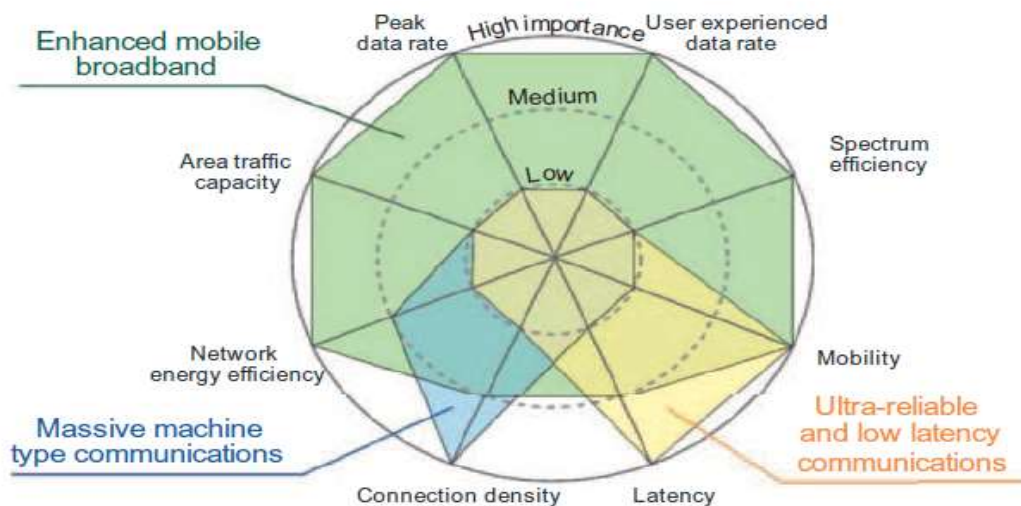 Enhanced mobile
broadband
Peak
data rate
High importance
User experienced
data rate
Medium
Area traffic
capacity
Low
Spectrum
efficiency
Network
energy efficiency
Mobility
Massive machine
type communications
Ultra-reliable
and low latency
communications
Connection density
Latency